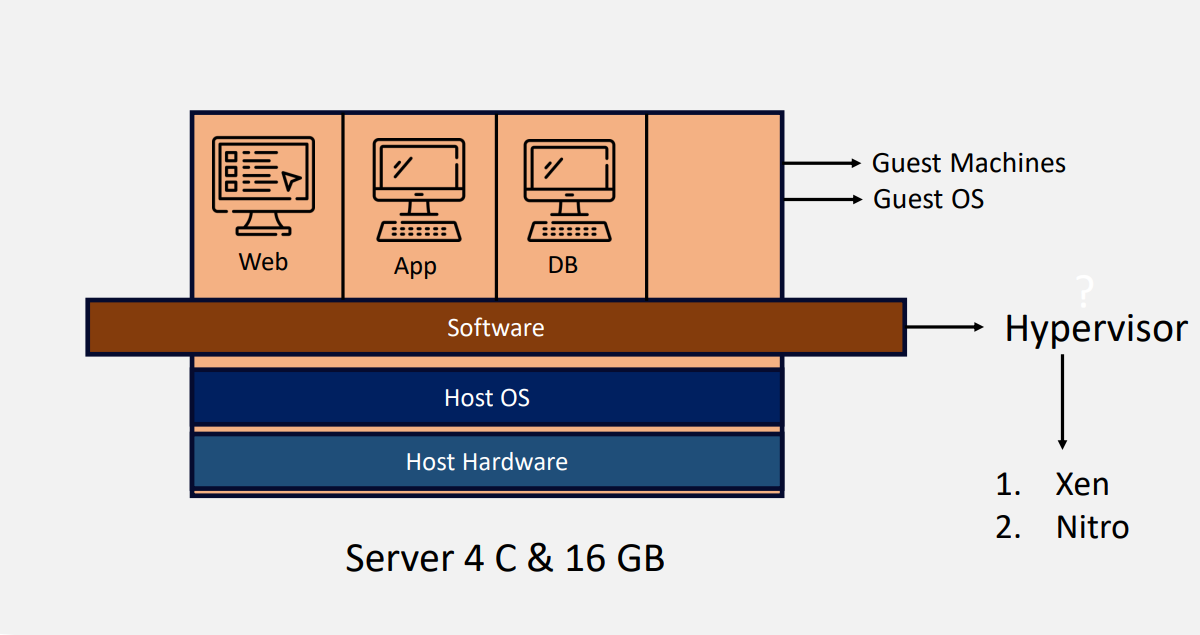 Web
App
DB
Guest Machines
Guest OS
?
Software
Hypervisor
Host OS
Host Hardware
1. Xen
2. Nitro
Server 4 C & 16 GB